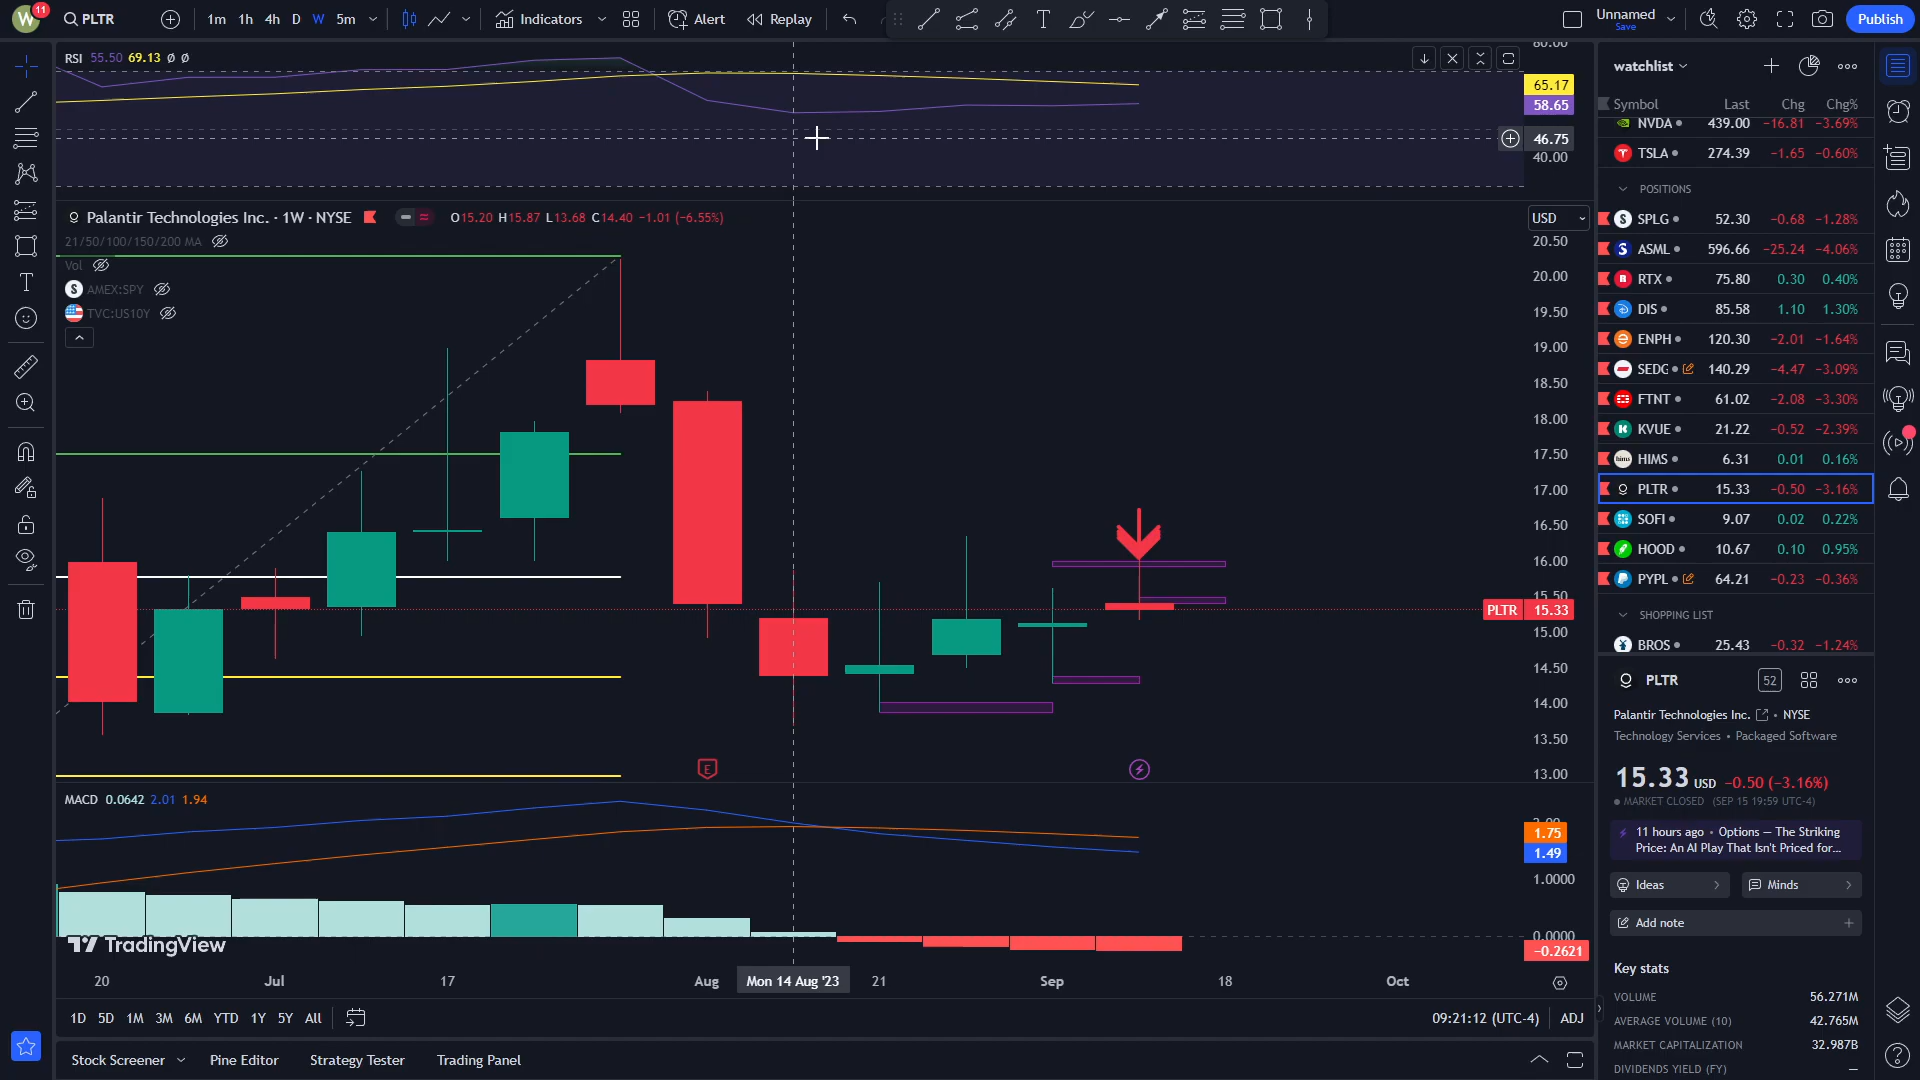 W 11 PLTR 1m 1h 4h D W 5m Indicators Alert Replay Unnamed Save Publish
RSI 55.50 69.13 Ø Ø
65.17
58.65
46.75
40.00
Palantir Technologies Inc. · 1W · NYSE O15.20 H15.87 L13.68 C14.40 −1.01 (−6.55%)
USD
21/50/100/150/200 MA
Vol
AMEX:SPY
TVC:US10Y
20.50
20.00
19.50
19.00
18.50
18.00
17.50
17.00
16.50
16.00
15.50
PLTR 15.33
15.00
14.50
14.00
13.50
13.00
E
MACD 0.0642 2.01 1.94
1.75
1.49
1.0000
0.0000
−0.2621
TradingView
20 Jul 17 Aug Mon 14 Aug '23 21 Sep 18 Oct
1D 5D 1M 3M 6M YTD 1Y 5Y All
09:21:12 (UTC-4) ADJ
Stock Screener Pine Editor Strategy Tester Trading Panel
watchlist
Symbol Last Chg Chg%
NVDA 439.00 −16.81 −3.69%
TSLA 274.39 −1.65 −0.60%
POSITIONS
SPLG 52.30 −0.68 −1.28%
ASML 596.66 −25.24 −4.06%
RTX 75.80 0.30 0.40%
DIS 85.58 1.10 1.30%
ENPH 120.30 −2.01 −1.64%
SEDG 140.29 −4.47 −3.09%
FTNT 61.02 −2.08 −3.30%
KVUE 21.22 −0.52 −2.39%
hims HIMS 6.31 0.01 0.16%
PLTR 15.33 −0.50 −3.16%
SOFI 9.07 0.02 0.22%
HOOD 10.67 0.10 0.95%
PYPL 64.21 −0.23 −0.36%
SHOPPING LIST
BROS 25.43 −0.32 −1.24%
PLTR 52
Palantir Technologies Inc. • NYSE
Technology Services • Packaged Software
15.33 USD −0.50 (−3.16%)
MARKET CLOSED (SEP 15 19:59 UTC-4)
11 hours ago • Options — The Striking
Price: An AI Play That Isn't Priced for...
Ideas Minds
Add note
Key stats
VOLUME 56.271M
AVERAGE VOLUME (10) 42.765M
MARKET CAPITALIZATION 32.987B
DIVIDENDS YIELD (FY) —